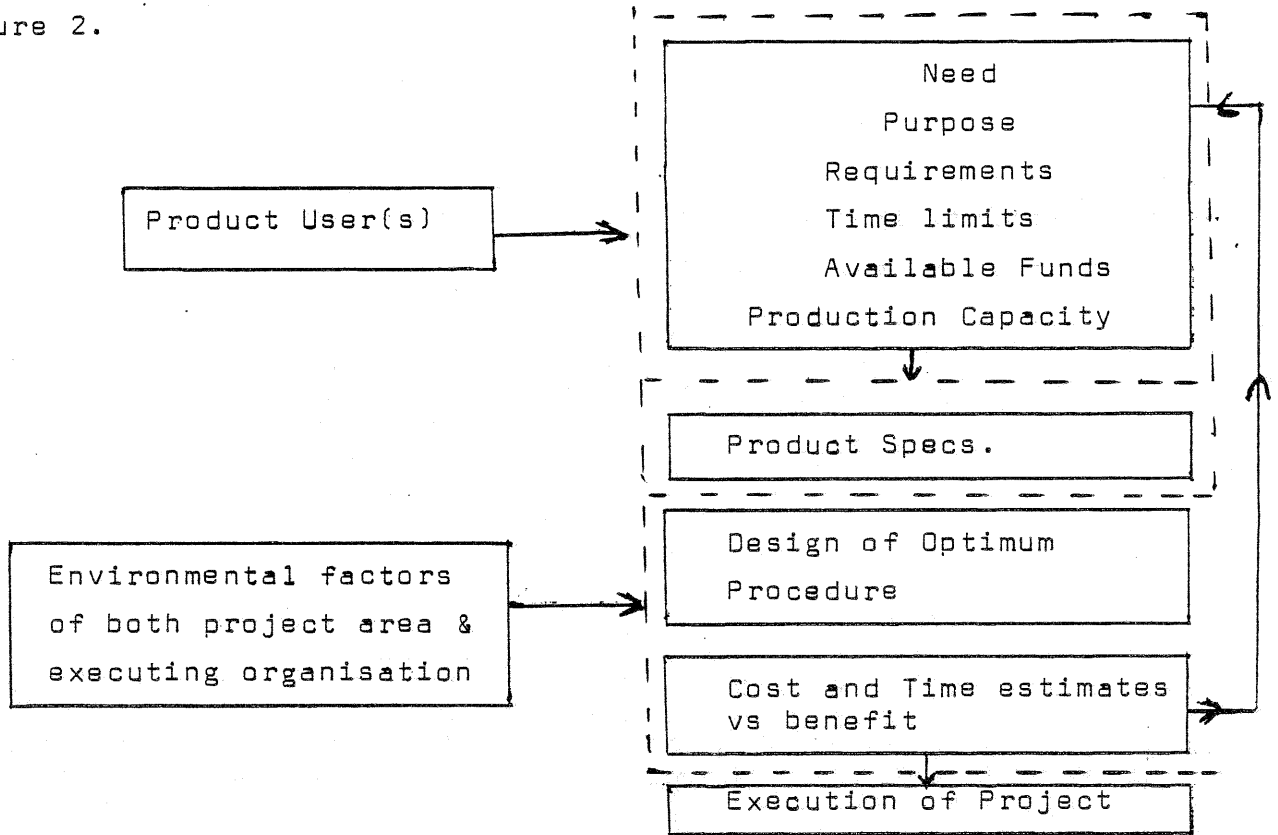 ure 2.
Need
Purpose
Requirements
Time limits
Available Funds
Production Capacity
Product User(s)
Product Specs.
Design of Optimum
Procedure
Environmental factors
of both project area &
executing organisation
Cost and Time estimates
vs benefit
Execution of Project